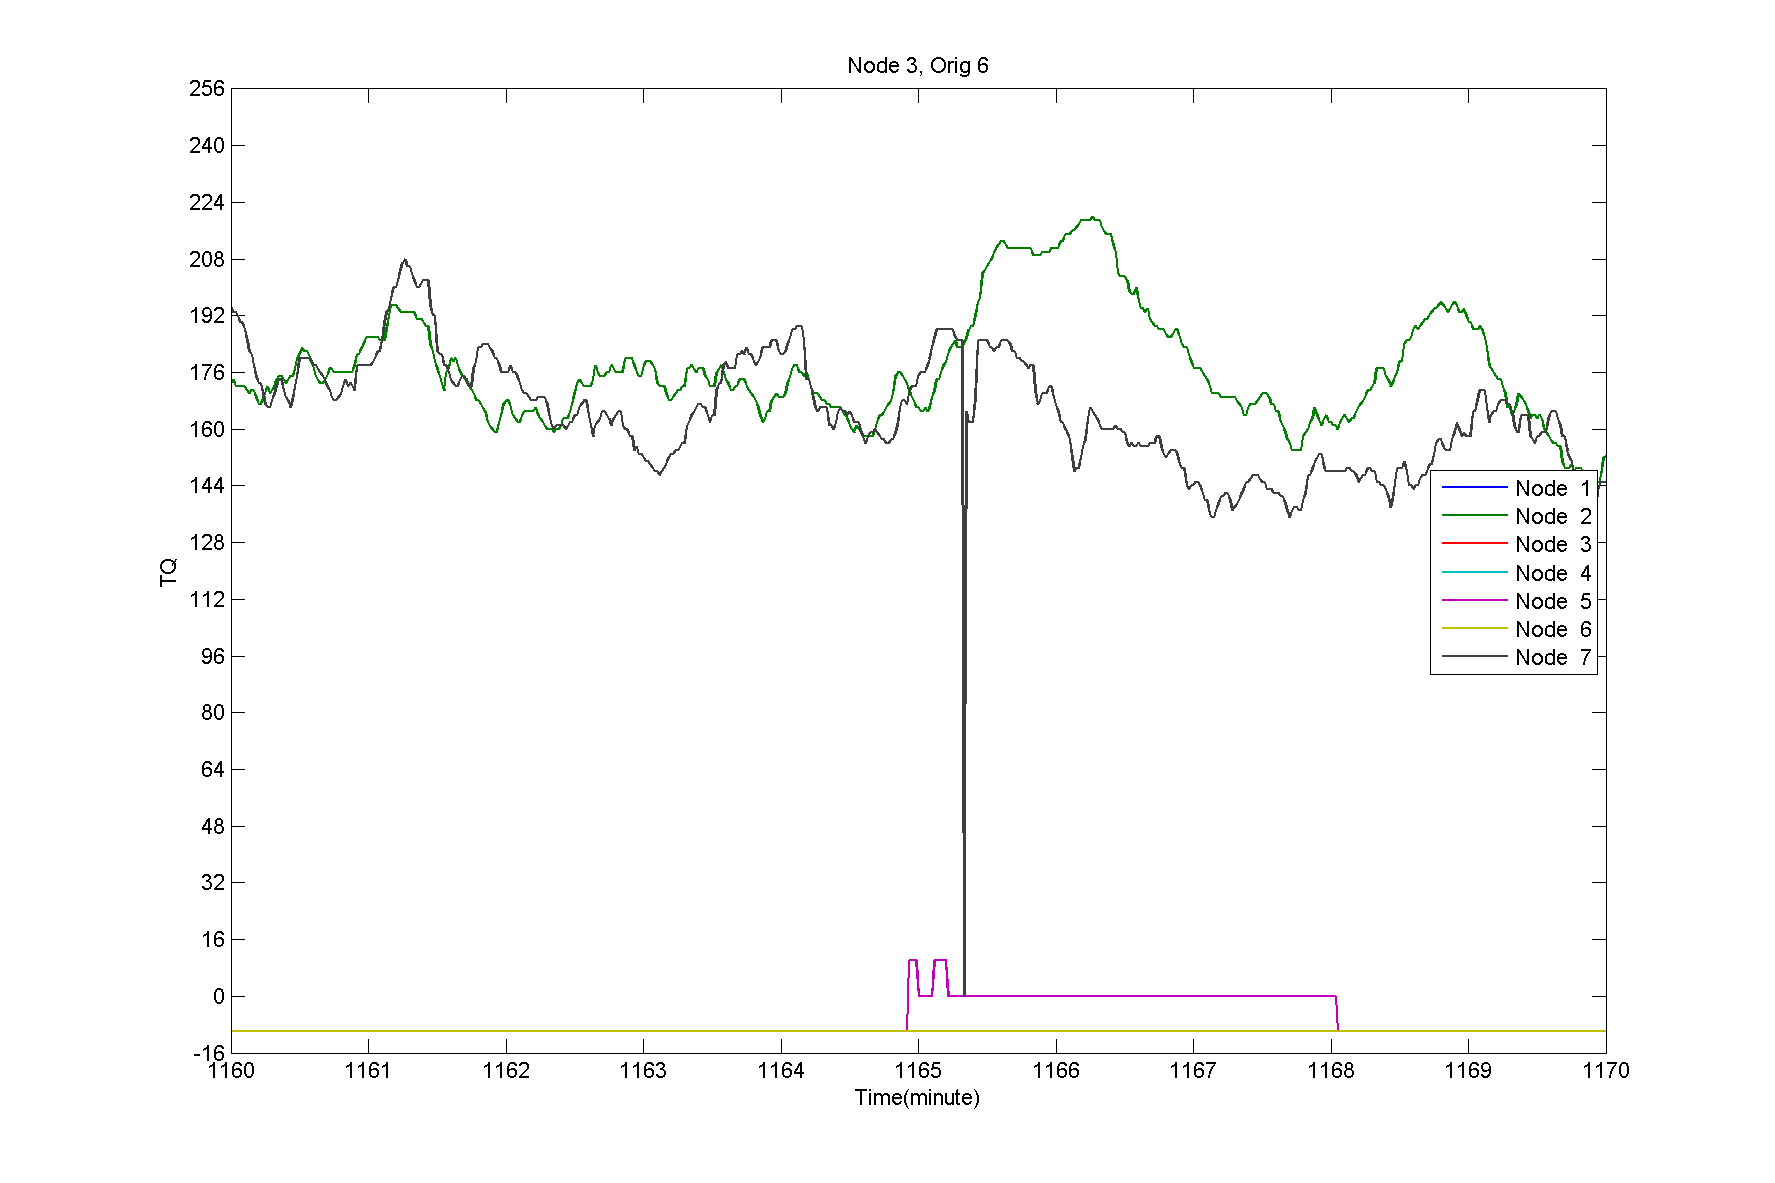 Node 3, Orig 6
256
240
224
208
192
176
160
144
128
112
96
80
64
48
32
16
0
-16
TQ
Node 1
Node 2
Node 3
Node 4
Node 5
Node 6
Node 7
1160 1161 1162 1163 1164 1165 1166 1167 1168 1169 1170
Time(minute)